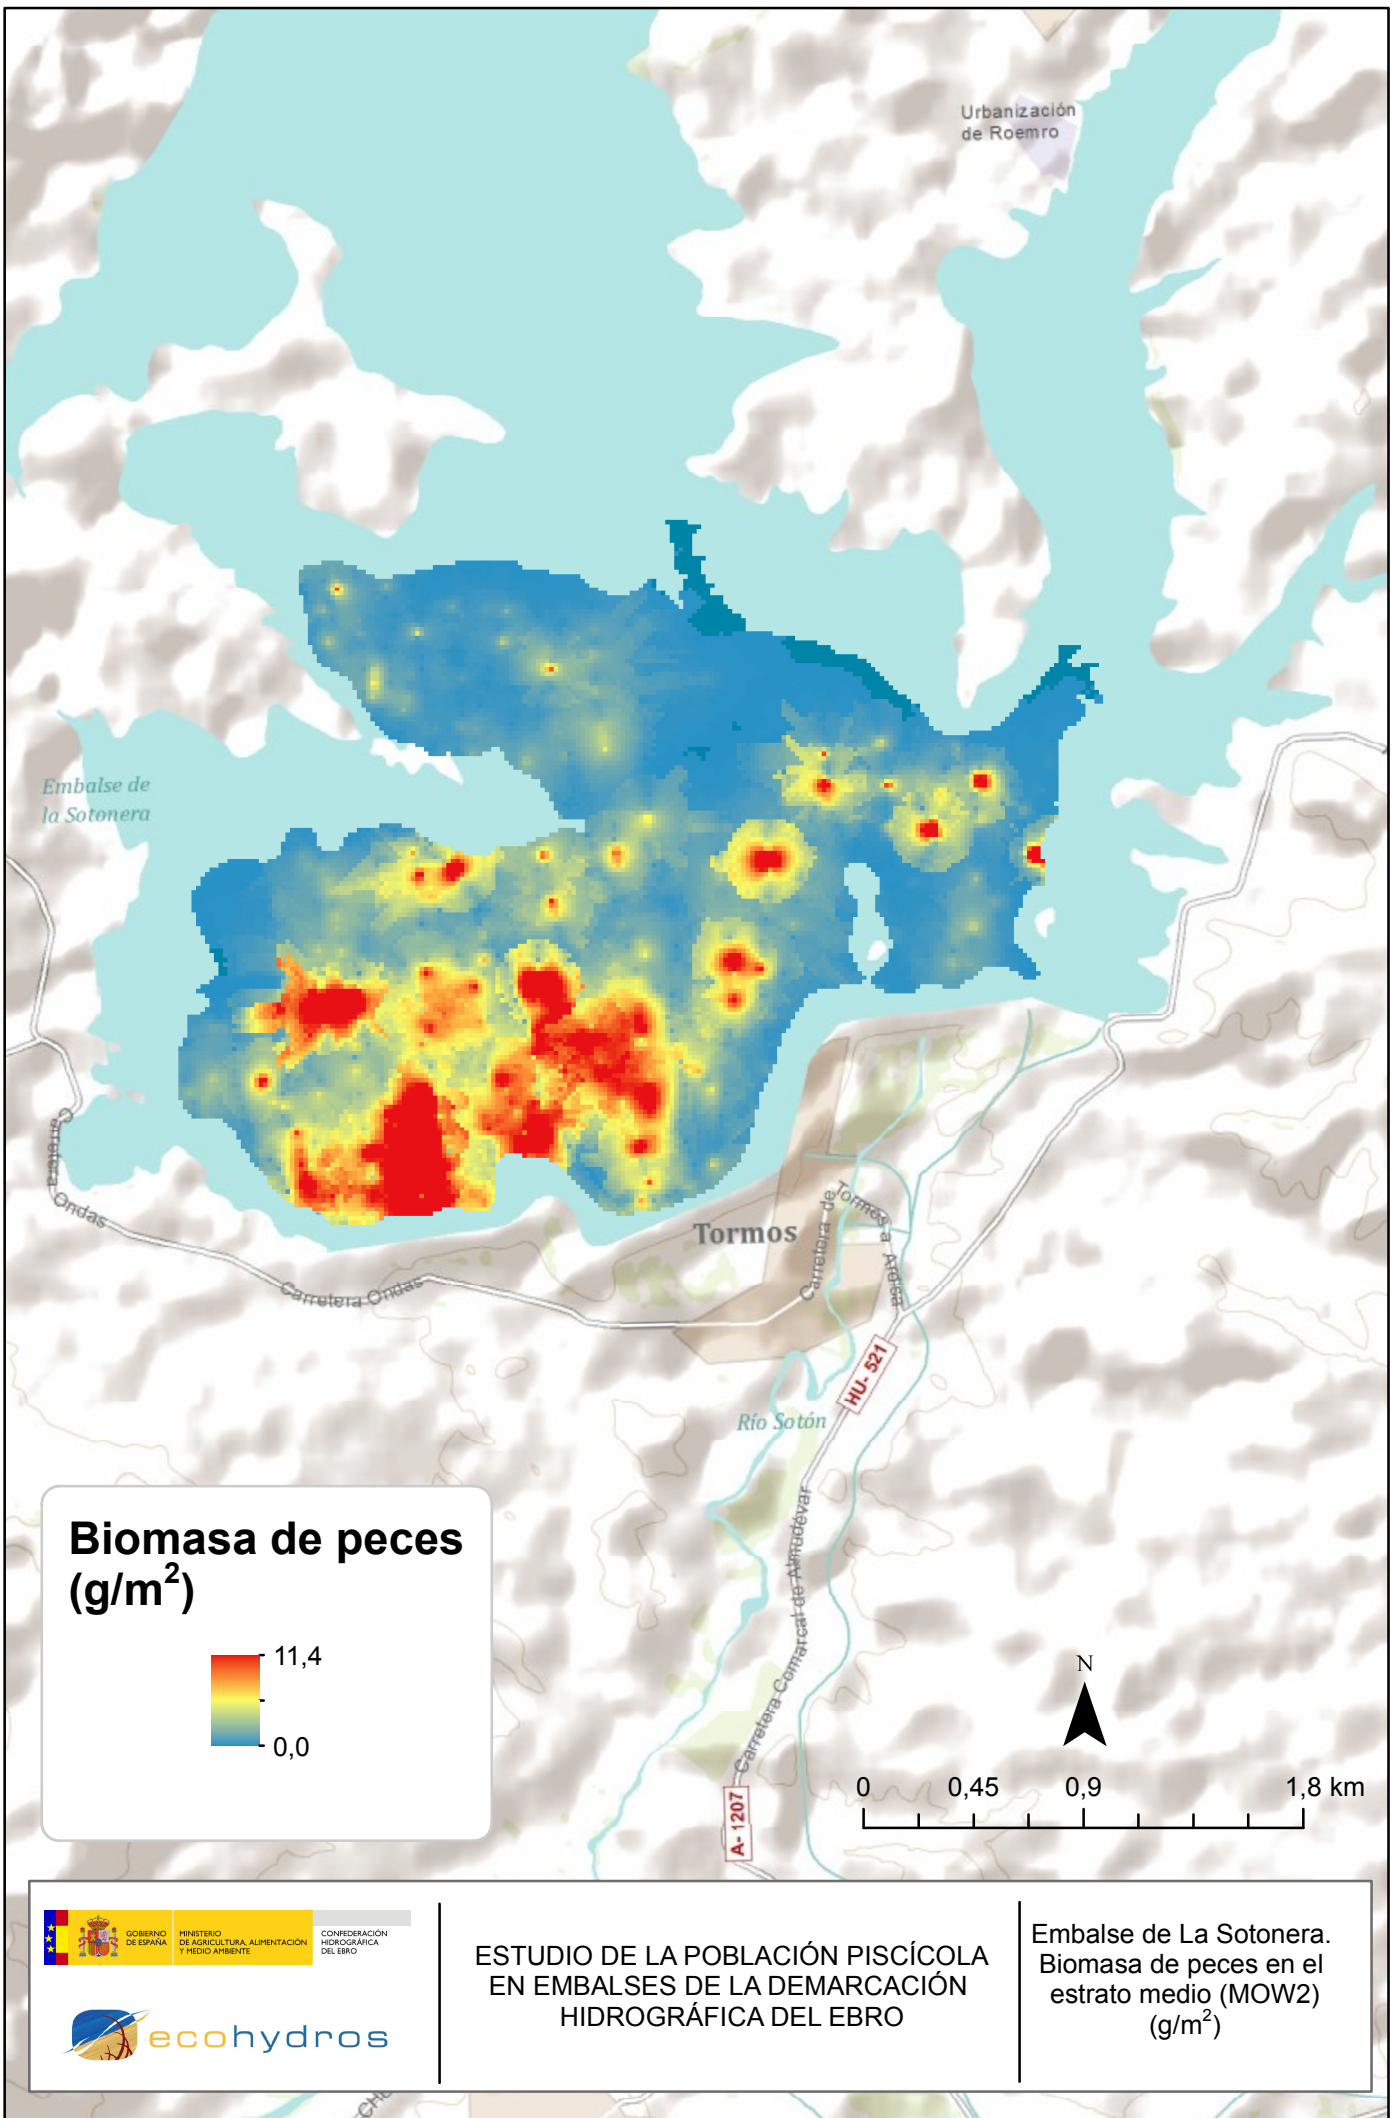 Urbanización
de Roemro
Embalse de
la Sotonera
Tormos
Carretera Ondas
Carretera Ondas
Carretera de Tormos a Ardisa
HU- 521
Río Sotón
Carretera Comarcal de Almudévar
A- 1207
Biomasa de peces
(g/m²)
11,4
0,0
N
0 0,45 0,9 1,8 km
GOBIERNO
DE ESPAÑA
MINISTERIO
DE AGRICULTURA, ALIMENTACIÓN
Y MEDIO AMBIENTE
CONFEDERACIÓN
HIDROGRÁFICA
DEL EBRO
ecohydros
ESTUDIO DE LA POBLACIÓN PISCÍCOLA
EN EMBALSES DE LA DEMARCACIÓN
HIDROGRÁFICA DEL EBRO
Embalse de La Sotonera.
Biomasa de peces en el
estrato medio (MOW2)
(g/m²)